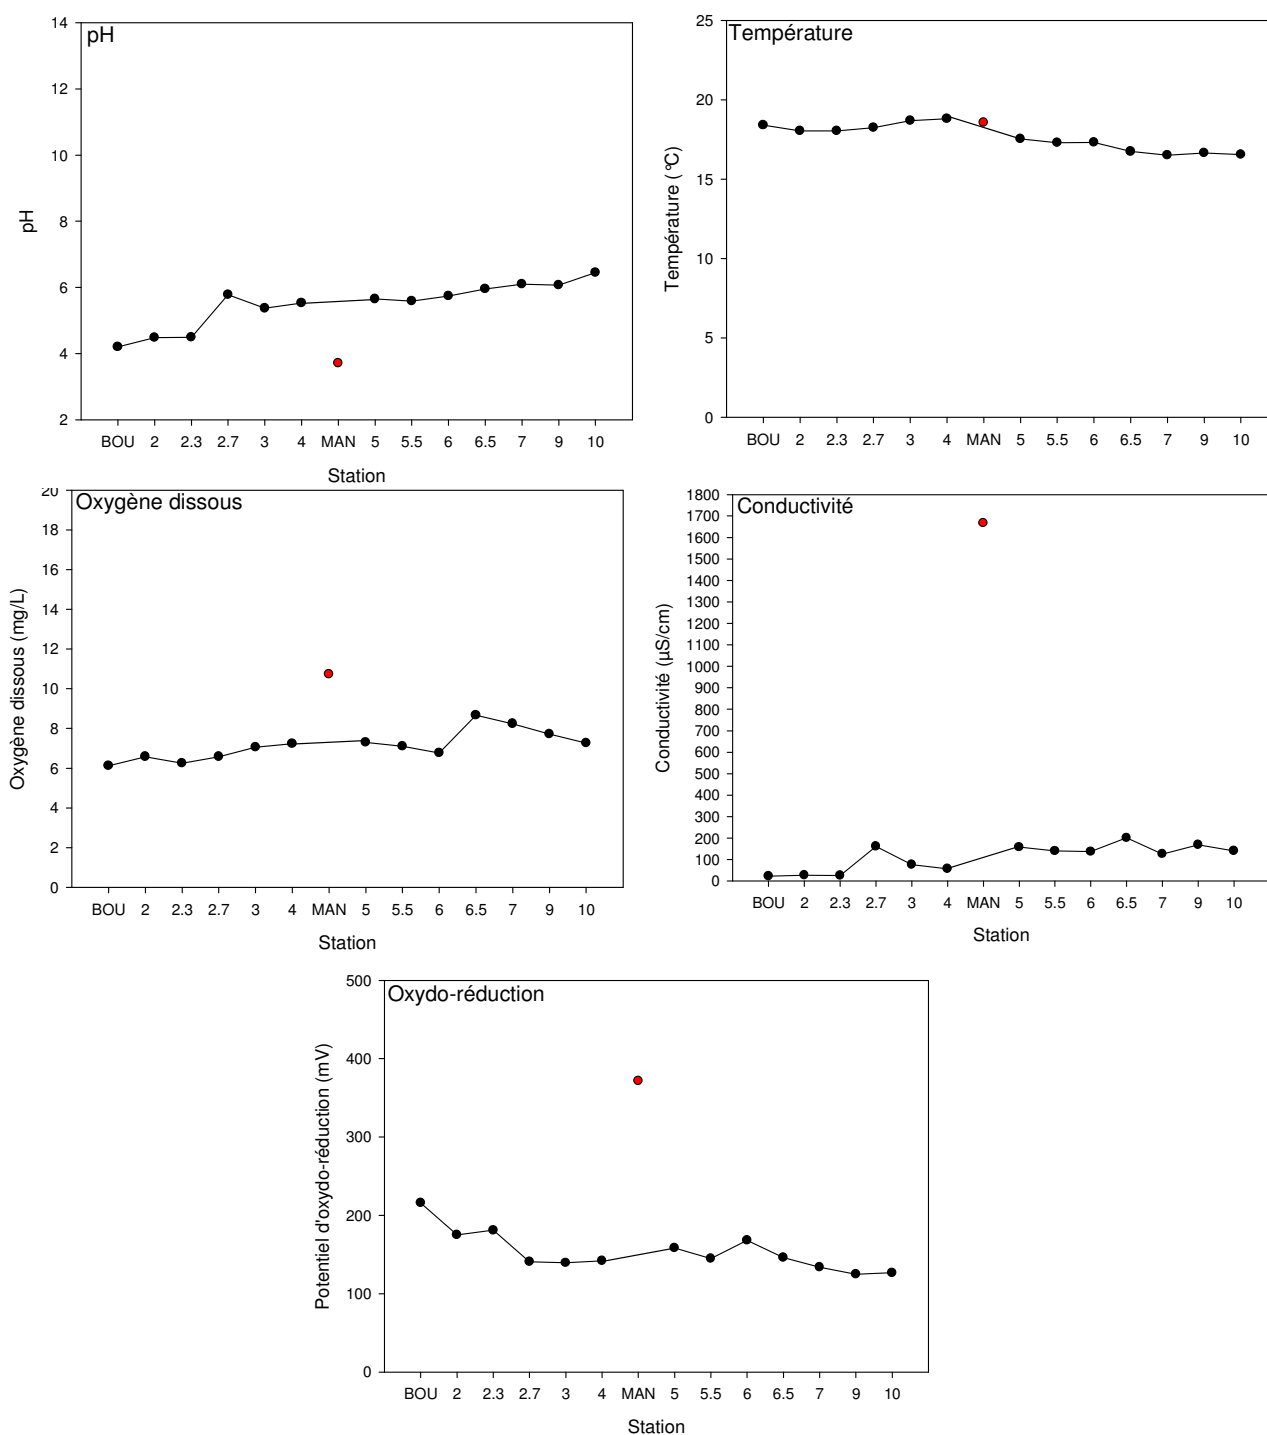 pH
14
12
10
8
6
4
2
pH
BOU 2 2.3 2.7 3 4 MAN 5 5.5 6 6.5 7 9 10
Station
Température
25
20
15
10
5
0
Température (°C)
BOU 2 2.3 2.7 3 4 MAN 5 5.5 6 6.5 7 9 10
Oxygène dissous
20
18
16
14
12
10
8
6
4
2
0
Oxygène dissous (mg/L)
BOU 2 2.3 2.7 3 4 MAN 5 5.5 6 6.5 7 9 10
Station
Conductivité
1800
1700
1600
1500
1400
1300
1200
1100
1000
900
800
700
600
500
400
300
200
100
0
Conductivité (µS/cm)
BOU 2 2.3 2.7 3 4 MAN 5 5.5 6 6.5 7 9 10
Station
Oxydo-réduction
500
400
300
200
100
0
Potentiel d'oxydo-réduction (mV)
BOU 2 2.3 2.7 3 4 MAN 5 5.5 6 6.5 7 9 10
Station